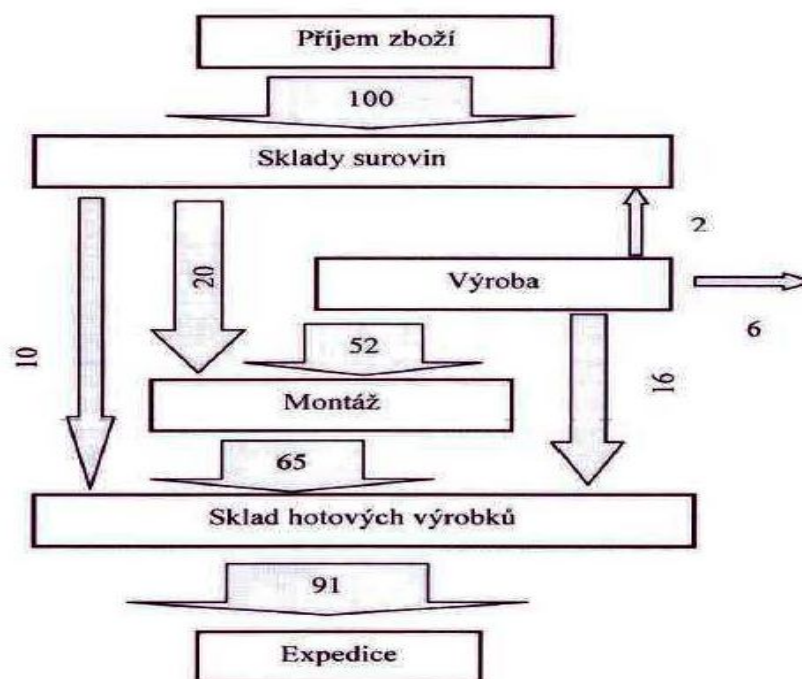 Příjem zboží
100
Sklady surovin
2
20
Výroba
6
10
52
16
Montáž
65
Sklad hotových výrobků
91
Expedice